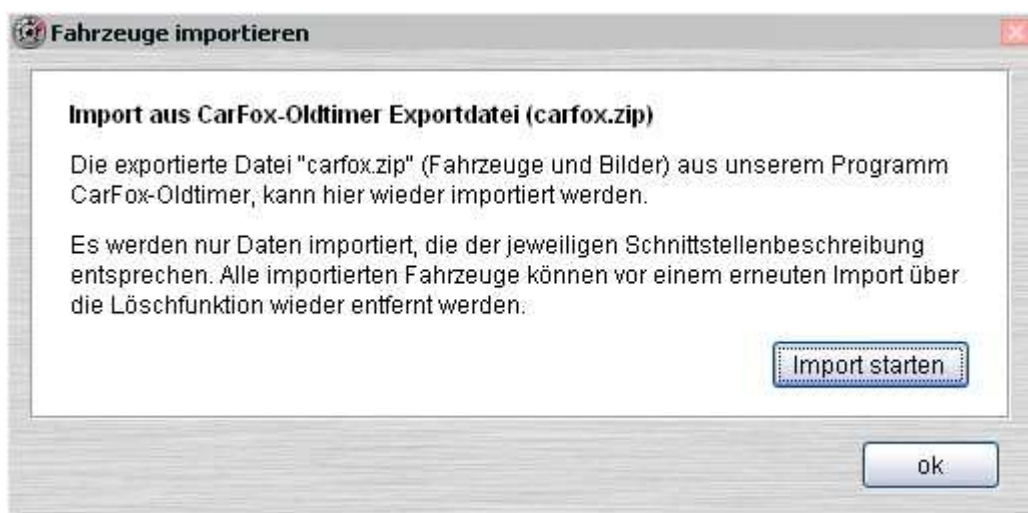 Fahrzeuge importieren
Import aus CarFox-Oldtimer Exportdatei (carfox.zip)
Die exportierte Datei "carfox.zip" (Fahrzeuge und Bilder) aus unserem Programm
CarFox-Oldtimer, kann hier wieder importiert werden.
Es werden nur Daten importiert, die der jeweiligen Schnittstellenbeschreibung
entsprechen. Alle importierten Fahrzeuge können vor einem erneuten Import über
die Löschfunktion wieder entfernt werden.
Import starten
ok